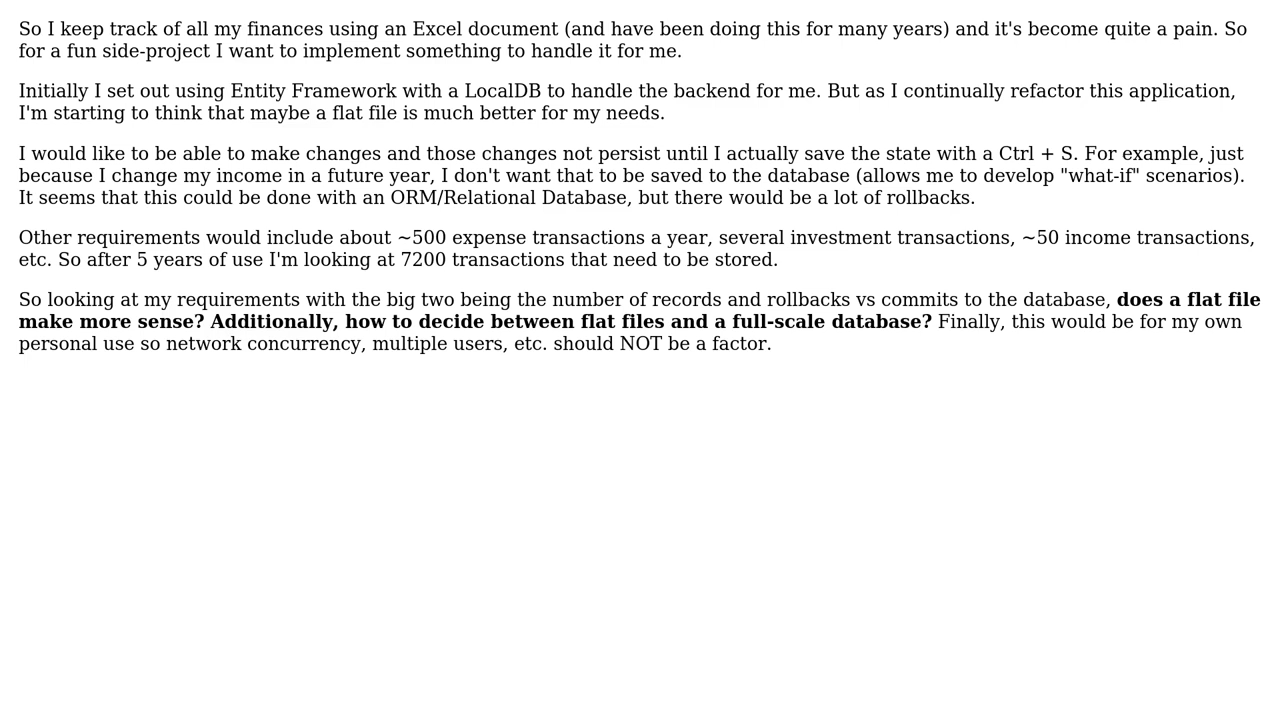 So I keep track of all my finances using an Excel document (and have been doing this for many years) and it's become quite a pain. So
for a fun side-project I want to implement something to handle it for me.
Initially I set out using Entity Framework with a LocalDB to handle the backend for me. But as I continually refactor this application,
I'm starting to think that maybe a flat file is much better for my needs.
I would like to be able to make changes and those changes not persist until I actually save the state with a Ctrl + S. For example, just
because I change my income in a future year, I don't want that to be saved to the database (allows me to develop "what-if" scenarios).
It seems that this could be done with an ORM/Relational Database, but there would be a lot of rollbacks.
Other requirements would include about ~500 expense transactions a year, several investment transactions, ~50 income transactions,
etc. So after 5 years of use I'm looking at 7200 transactions that need to be stored.
So looking at my requirements with the big two being the number of records and rollbacks vs commits to the database, does a flat file
make more sense? Additionally, how to decide between flat files and a full-scale database? Finally, this would be for my own
personal use so network concurrency, multiple users, etc. should NOT be a factor.